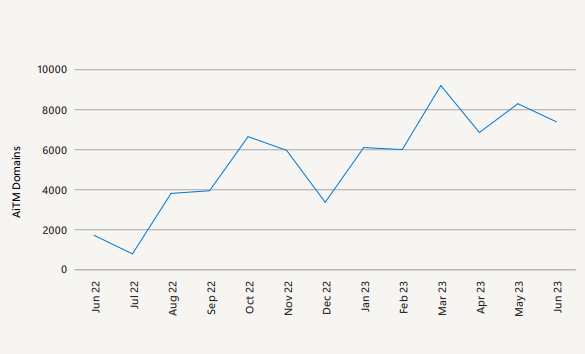 10000
8000
6000
4000
2000
0
AiTM Domains
Jun 22
Jul 22
Aug 22
Sep 22
Oct 22
Nov 22
Dec 22
Jan 23
Feb 23
Mar 23
Apr 23
May 23
Jun 23